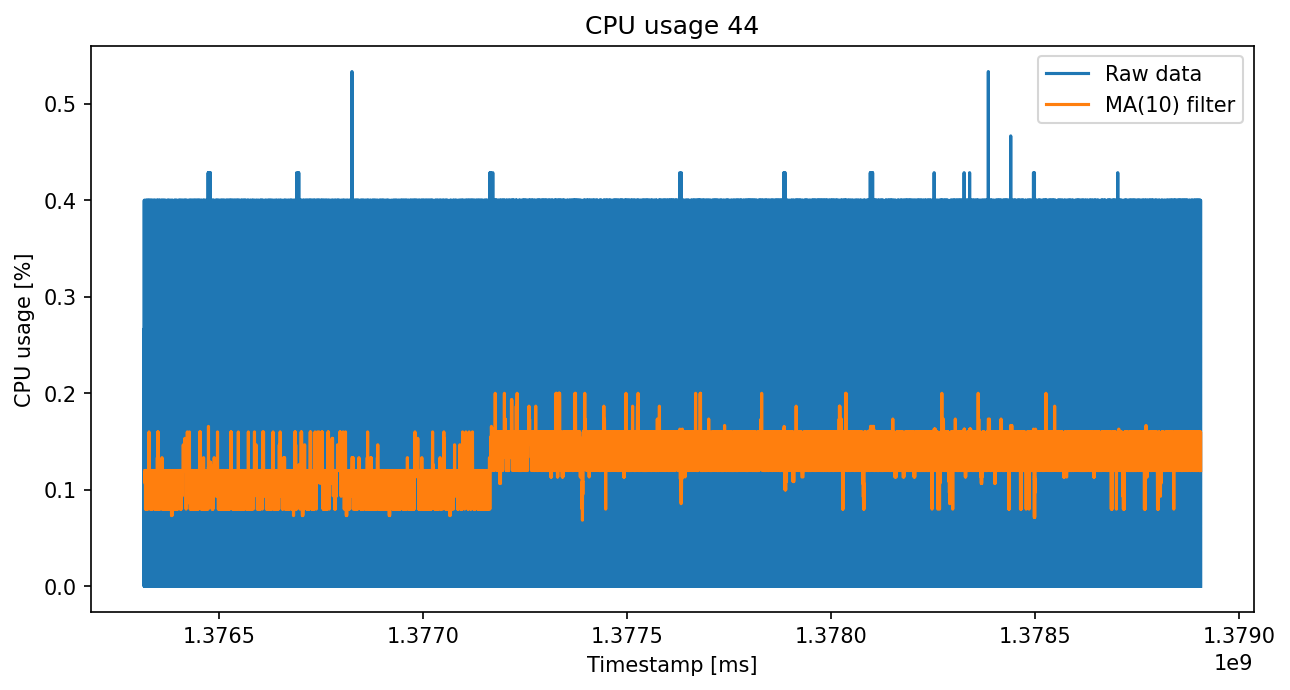 CPU usage 44
Raw data
MA(10) filter
CPU usage [%]
0.5
0.4
0.3
0.2
0.1
0.0
1.3765 1.3770 1.3775 1.3780 1.3785 1.3790
1e9
Timestamp [ms]